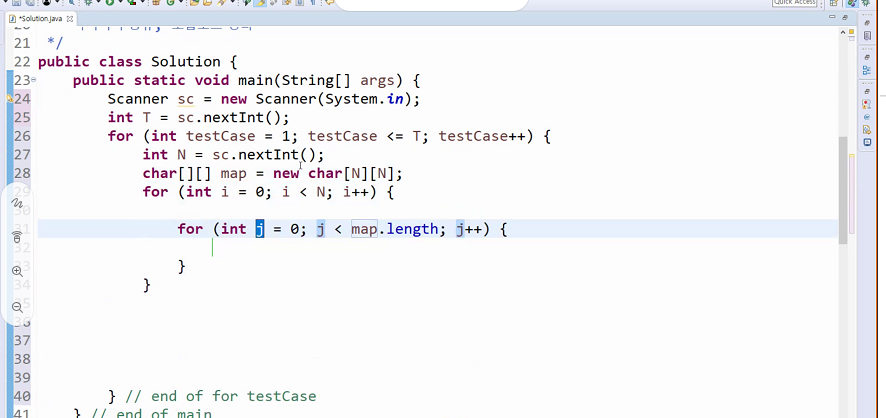 Quick Access
*Solution.java
20
21 */
22 public class Solution {
23 public static void main(String[] args) {
24 Scanner sc = new Scanner(System.in);
25 int T = sc.nextInt();
26 for (int testCase = 1; testCase <= T; testCase++) {
27 int N = sc.nextInt();
28 char[][] map = new char[N][N];
29 for (int i = 0; i < N; i++) {
30
31 for (int j = 0; j < map.length; j++) {
32
33 }
34 }
35
36
37
38
39
40 } // end of for testCase
41 } // end of main